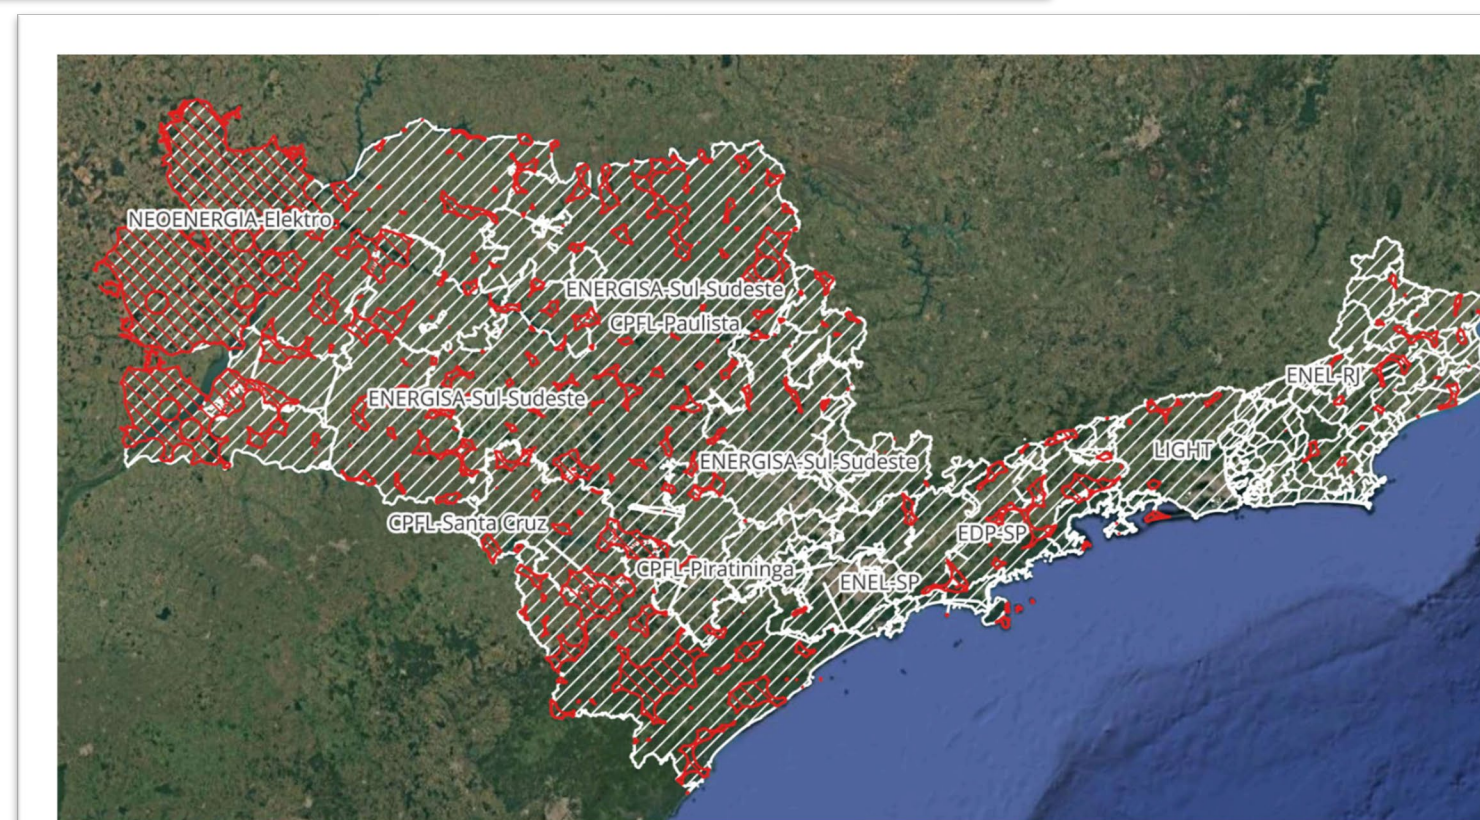 NEOENERGIA-Elektro
ENERGISA-Sul-Sudeste
CPFL-Paulista
ENEL-RJ
ENERGISA-Sul-Sudeste
LIGHT
ENERGISA-Sul-Sudeste
CPFL-Santa Cruz
EDP-SP
CPFL-Piratininga
ENEL-SP